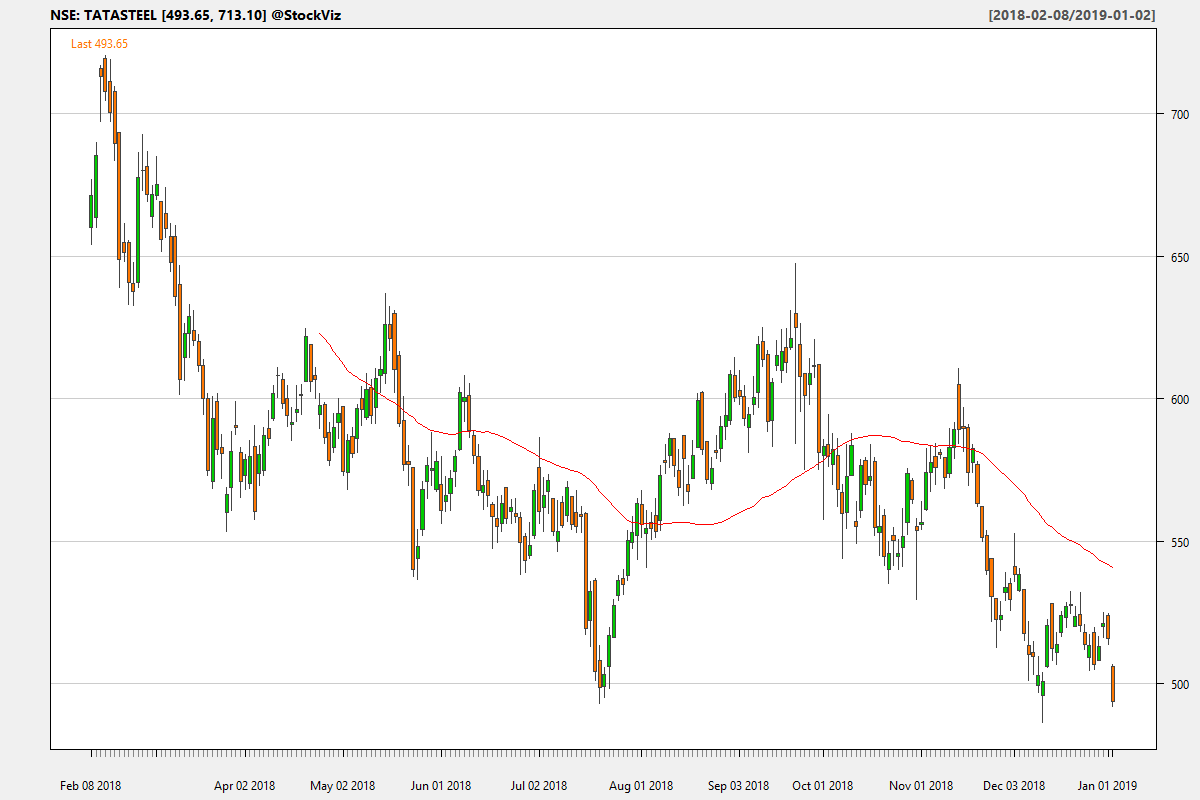 NSE: TATASTEEL [493.65, 713.10] @StockViz [2018-02-08/2019-01-02]
Last 493.65
700
650
600
550
500
Feb 08 2018 Apr 02 2018 May 02 2018 Jun 01 2018 Jul 02 2018 Aug 01 2018 Sep 03 2018 Oct 01 2018 Nov 01 2018 Dec 03 2018 Jan 01 2019